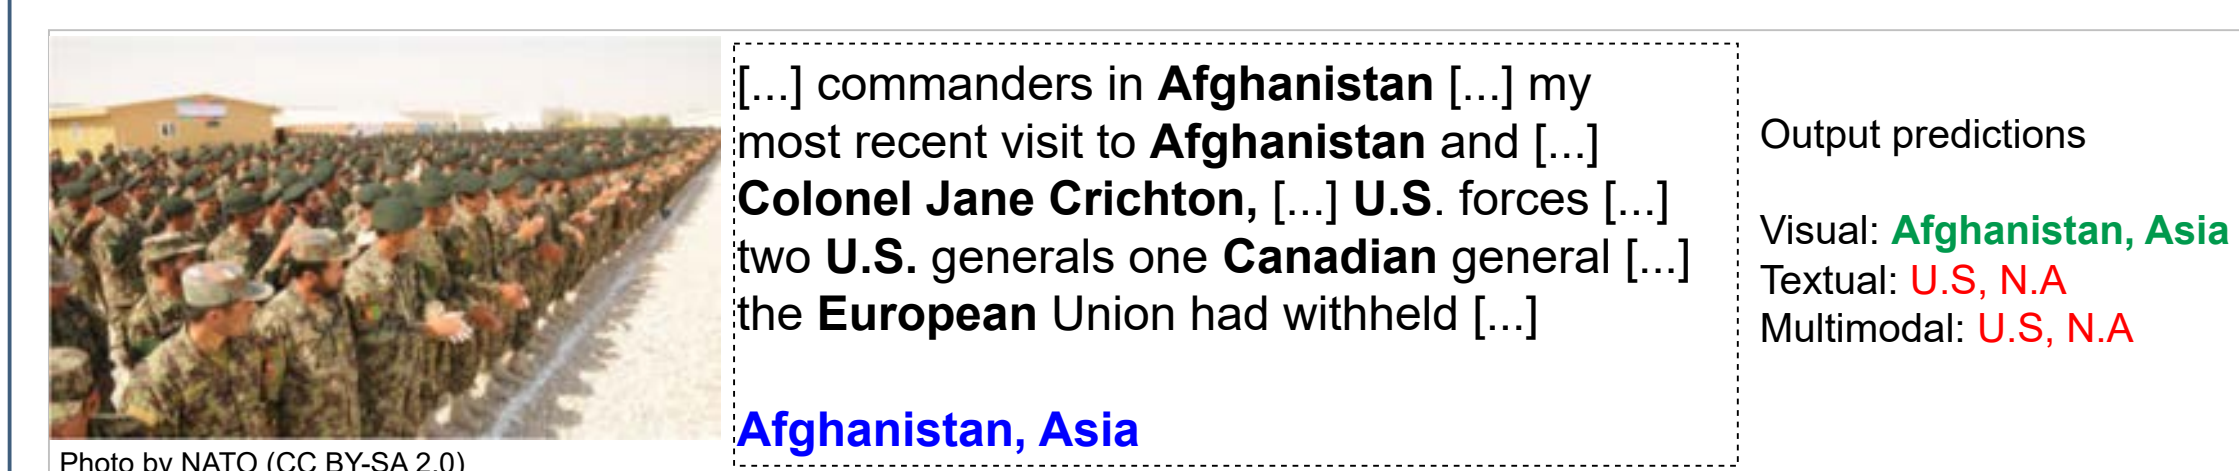 [...] commanders in Afghanistan [...] my
most recent visit to Afghanistan and [...]
Colonel Jane Crichton, [...] U.S. forces [...]
two U.S. generals one Canadian general [...]
the European Union had withheld [...]
Afghanistan, Asia
Photo by NATO (CC BY-SA 2.0)
Output predictions
Visual: Afghanistan, Asia
Textual: U.S, N.A
Multimodal: U.S, N.A